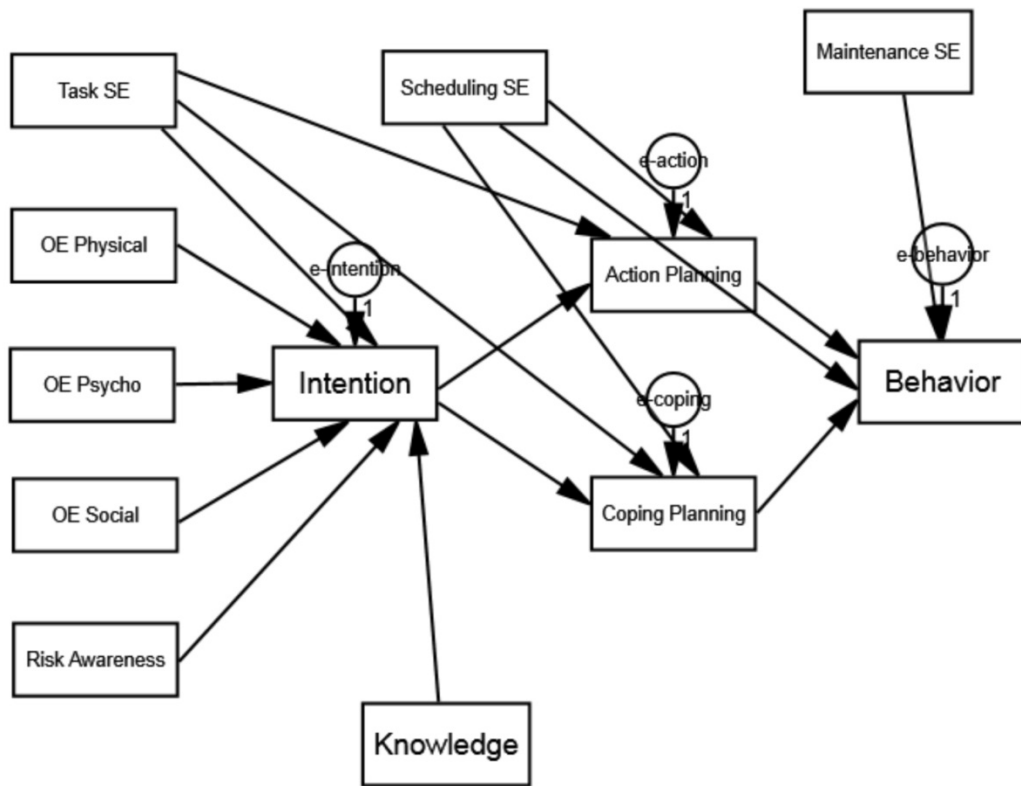 Maintenance SE
Task SE
Scheduling SE
e-action
1
OE Physical
e-intention
1
Action Planning
e-behavior
1
OE Psycho
Intention
Behavior
e-coping
1
OE Social
Coping Planning
Risk Awareness
Knowledge